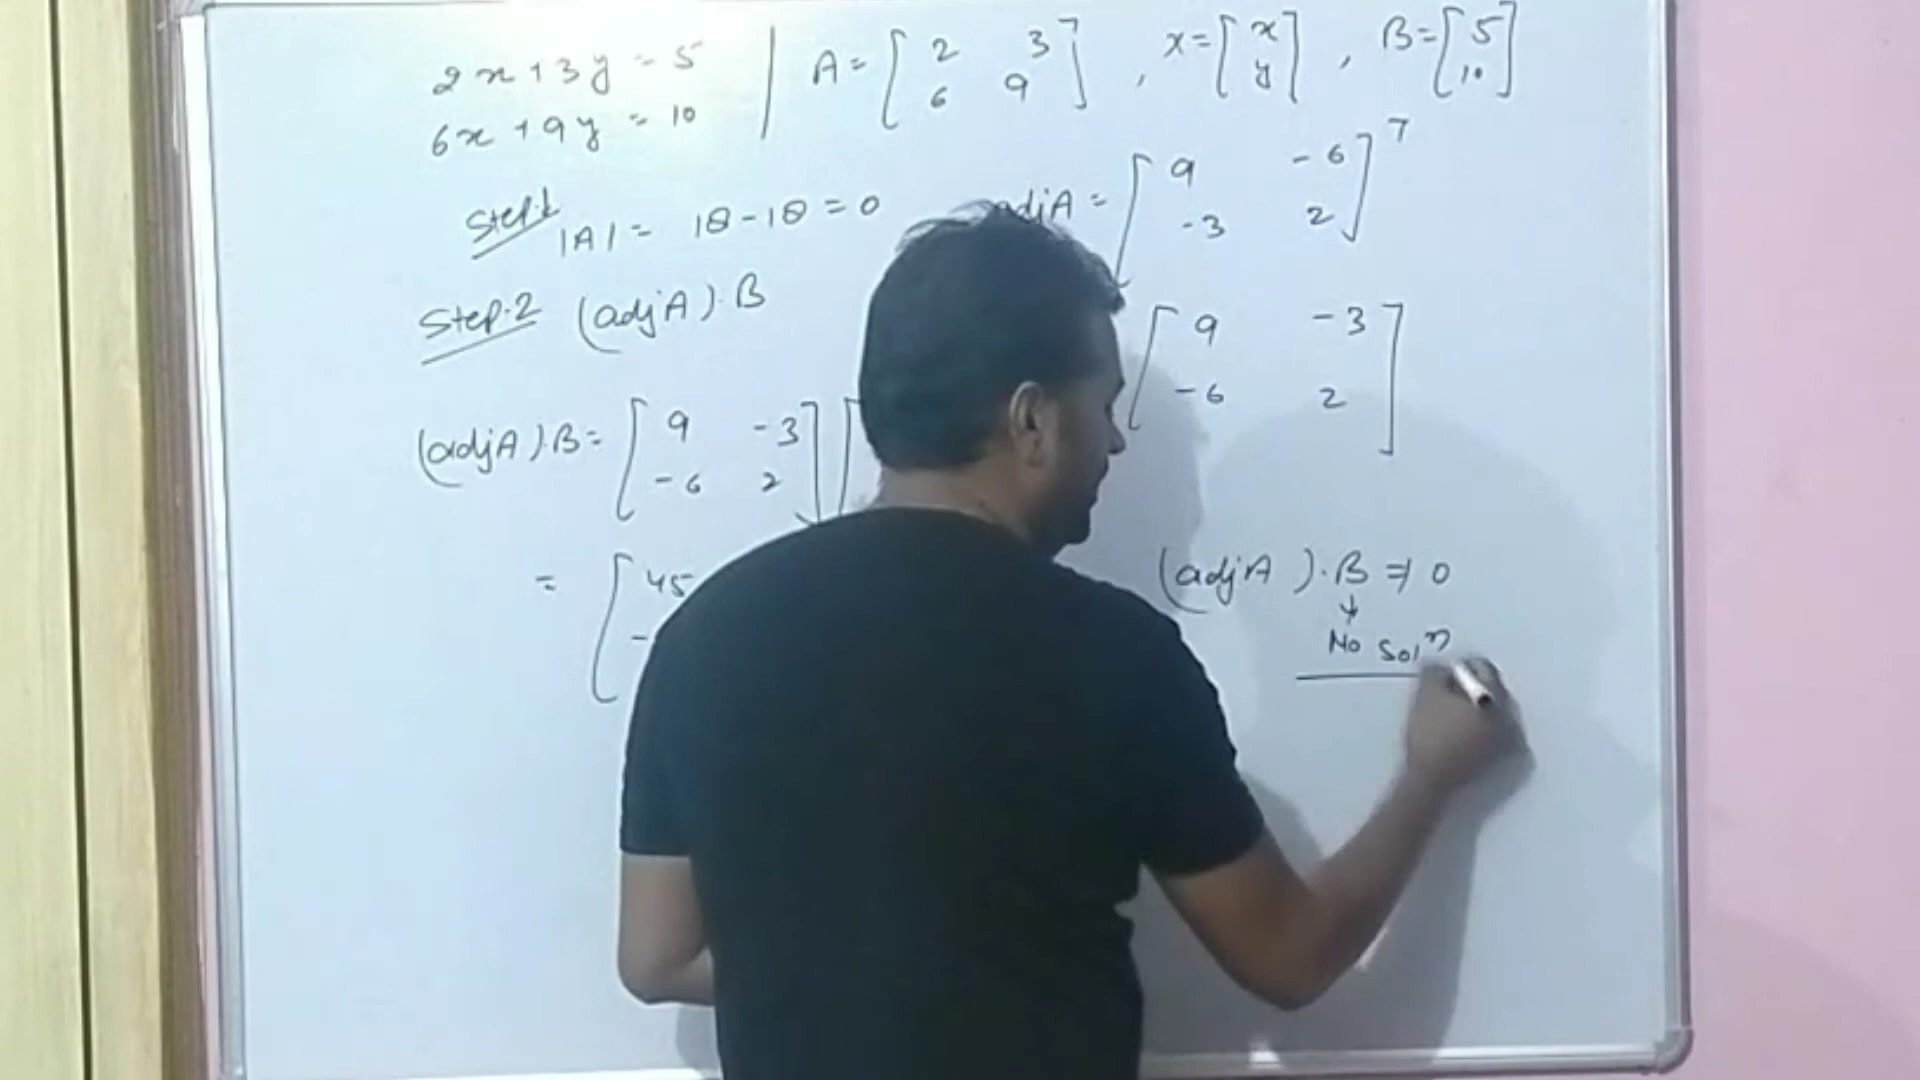 2x+3y=5 | A=[2 3 , x=[x , B=[5
6x+9y=10 6 9] y] 10]
Step-1 |A|= 18-18=0
adjA = [9 -6]T
-3 2
Step-2 (adjA).B
[9 -3
-6 2]
(adjA).B= [9 -3] [
-6 2
= [45
-
(adjA).B≠0
↓
No Solⁿ